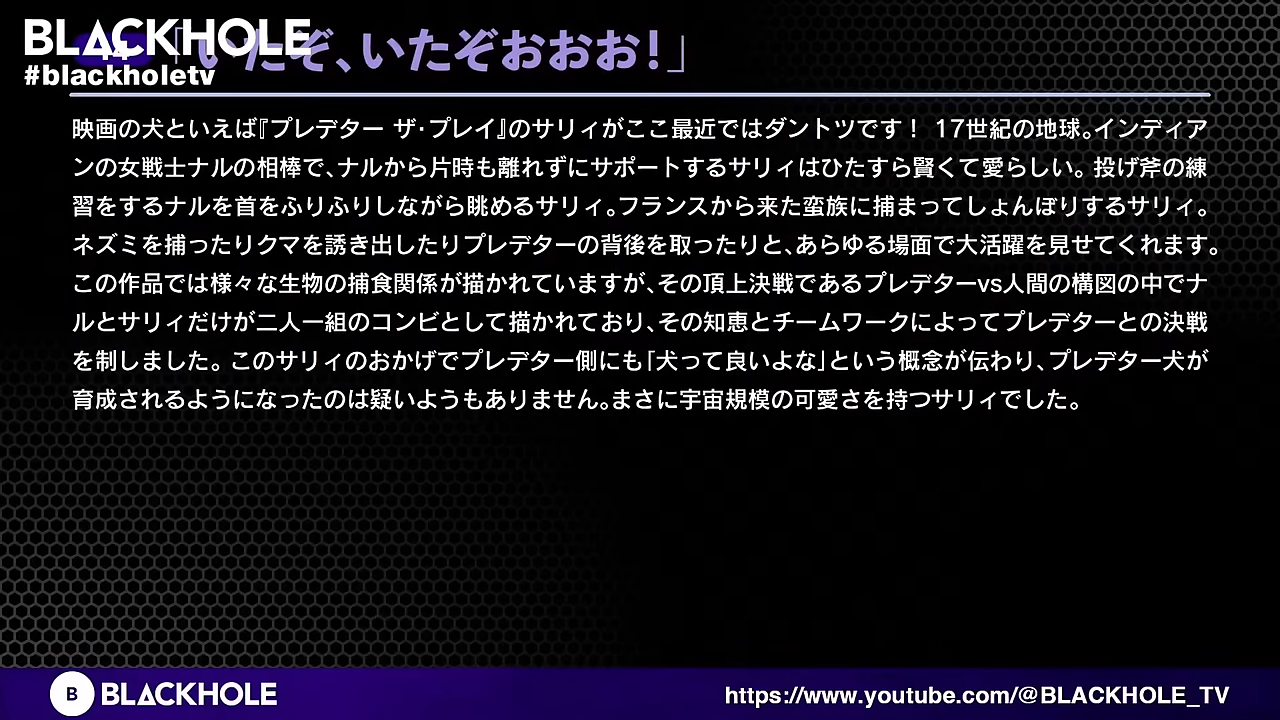 BLACKHOLE
#blackholetv
14 「いたぞ、いたぞおおお!」
映画の犬といえば『プレデター ザ・プレイ』のサリィがここ最近ではダントツです! 17世紀の地球。インディア
ンの女戦士ナルの相棒で、ナルから片時も離れずにサポートするサリィはひたすら賢くて愛らしい。投げ斧の練
習をするナルを首をふりふりしながら眺めるサリィ。フランスから来た蛮族に捕まってしょんぼりするサリィ。
ネズミを捕ったりクマを誘き出したりプレデターの背後を取ったりと、あらゆる場面で大活躍を見せてくれます。
この作品では様々な生物の捕食関係が描かれていますが、その頂上決戦であるプレデターvs人間の構図の中でナ
ルとサリィだけが二人一組のコンビとして描かれており、その知恵とチームワークによってプレデターとの決戦
を制しました。このサリィのおかげでプレデター側にも「犬って良いよな」という概念が伝わり、プレデター犬が
育成されるようになったのは疑いようもありません。まさに宇宙規模の可愛さを持つサリィでした。
B BLACKHOLE
https://www.youtube.com/@BLACKHOLE_TV